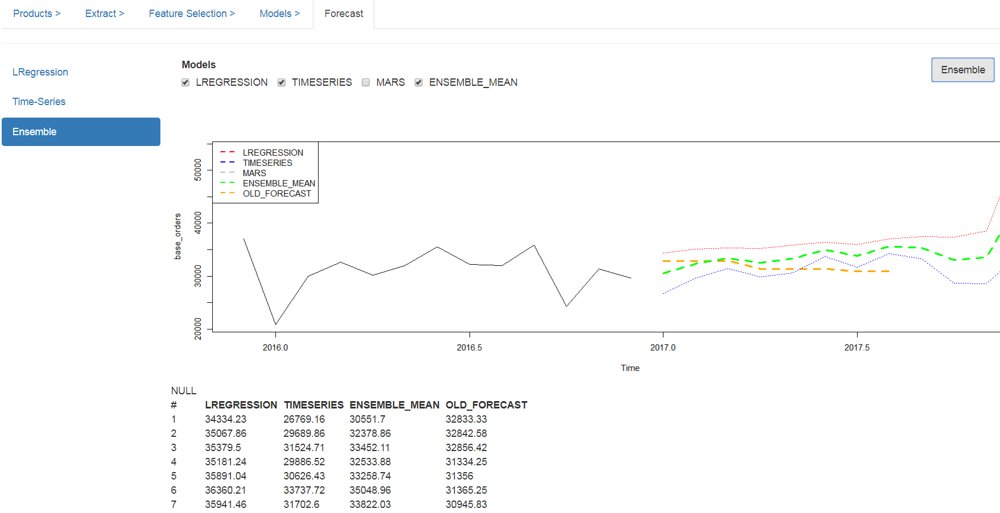 Products > Extract > Feature Selection > Models > Forecast
LRegression
Time-Series
Ensemble
Models
LREGRESSION TIMESERIES MARS ENSEMBLE_MEAN
Ensemble
LREGRESSION
TIMESERIES
MARS
ENSEMBLE_MEAN
OLD_FORECAST
base_orders
50000
40000
30000
20000
2016.0 2016.5 2017.0 2017.5
Time
NULL
# LREGRESSION TIMESERIES ENSEMBLE_MEAN OLD_FORECAST
1 34334.23 26769.16 30551.7 32833.33
2 35067.86 29689.86 32378.86 32842.58
3 35379.5 31524.71 33452.11 32856.42
4 35181.24 29886.52 32533.88 31334.25
5 35891.04 30626.43 33258.74 31356
6 36360.21 33737.72 35048.96 31365.25
7 35941.46 31702.6 33822.03 30945.83